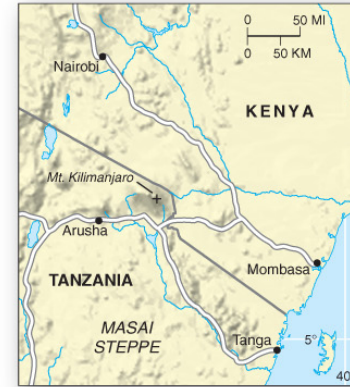 0 50 MI
0 50 KM
Nairobi
KENYA
Mt. Kilimanjaro
Arusha
Mombasa
TANZANIA
MASAI
STEPPE
Tanga
5°
40